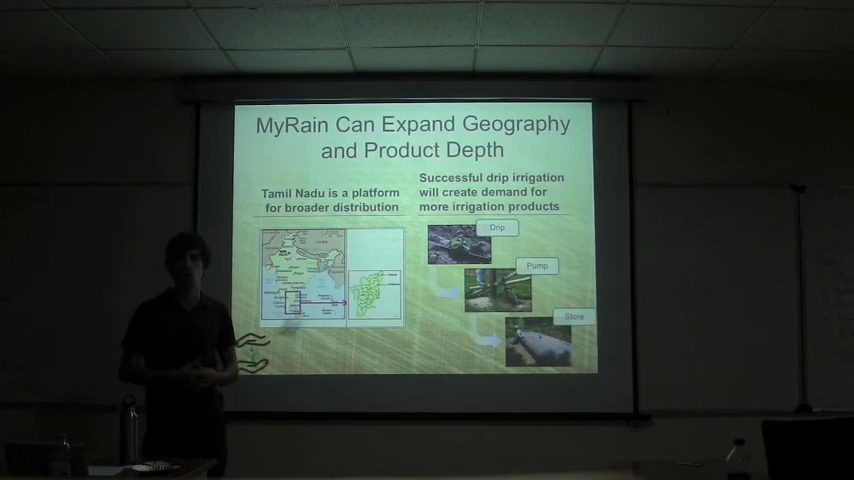 MyRain Can Expand Geography
and Product Depth
Tamil Nadu is a platform
for broader distribution
Successful drip irrigation
will create demand for
more irrigation products
Drip
Pump
Store